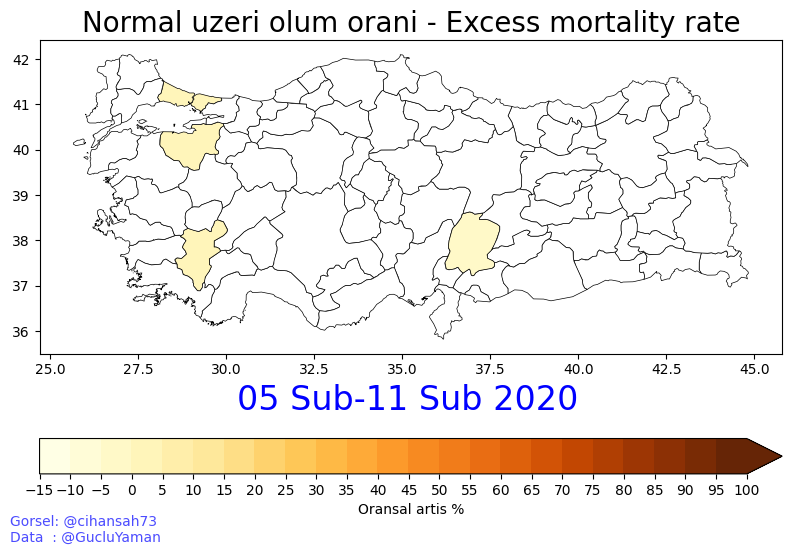 Normal uzeri olum orani - Excess mortality rate
42
41
40
39
38
37
36
25.0 27.5 30.0 32.5 35.0 37.5 40.0 42.5 45.0
05 Sub-11 Sub 2020
−15 −10 −5 0 5 10 15 20 25 30 35 40 45 50 55 60 65 70 75 80 85 90 95 100
Oransal artis %
Gorsel: @cihansah73
Data : @GucluYaman